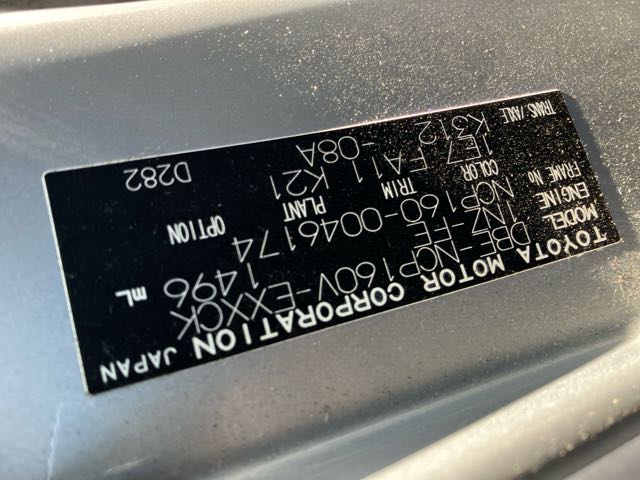 TOYOTA MOTOR CORPORATION JAPAN
MODEL DBE-NCP160V-EXXCK
ENGINE 1NZ-FE 1496 mL
FRAME No NCP160-0046174
COLOR TRIM PLANT OPTION
1E7 FA11 K21 D282
TRANS/AXLE K312 -08A